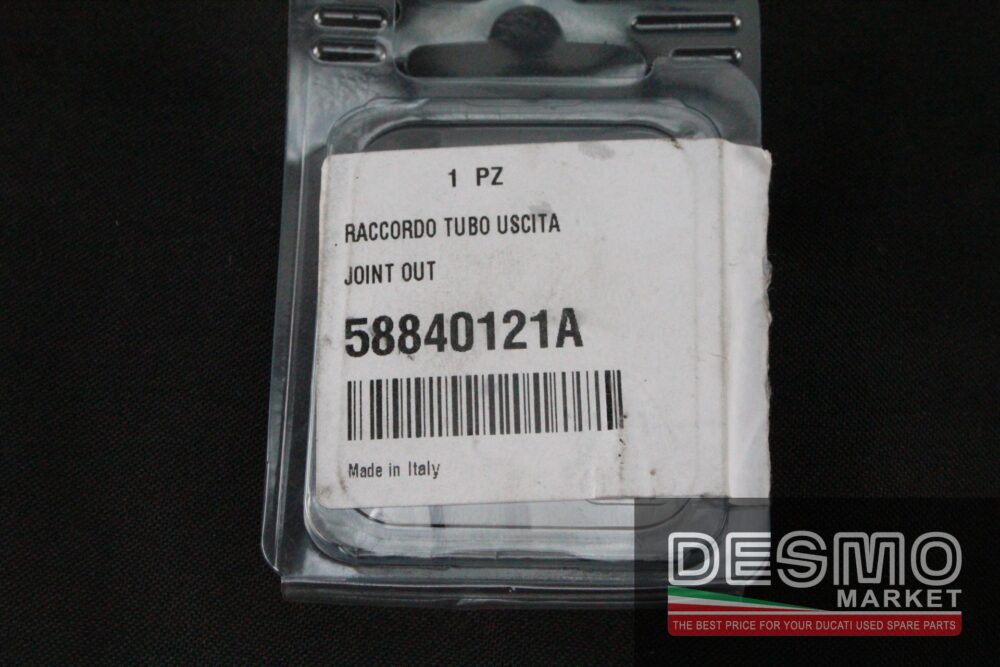 1 PZ
RACCORDO TUBO USCITA
JOINT OUT
58840121A
Made in Italy
DESMO
MARKET
THE BEST PRICE FOR YOUR DUCATI USED SPARE PARTS